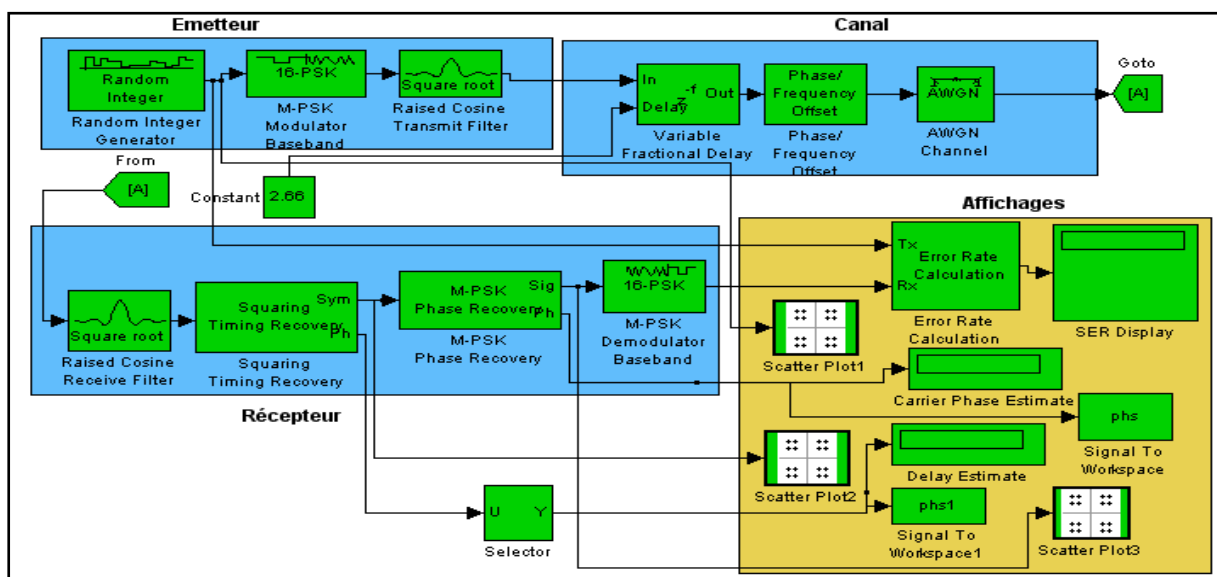 Emetteur
Canal
Random
Integer
Random Integer
Generator
16-PSK
M-PSK
Modulator
Baseband
Square root
Raised Cosine
Transmit Filter
In
Delay
z
-f
Out
Variable
Fractional Delay
Phase/
Frequency
Offset
Phase/
Frequency
Offset
AWGN
AWGN
Channel
Goto
[A]
From
[A]
Constant
2.66
Affichages
Tx
Rx
Error Rate
Calculation
Error Rate
Calculation
SER Display
Square root
Raised Cosine
Receive Filter
Squaring
Timing Recovery
Sym
Ph
Squaring
Timing Recovery
M-PSK
Phase Recovery
Sig
Ph
M-PSK
Phase Recovery
16-PSK
M-PSK
Demodulator
Baseband
Récepteur
Scatter Plot1
Carrier Phase Estimate
phs
Signal To
Workspace
Scatter Plot2
Delay Estimate
phs1
Signal To
Workspace1
Scatter Plot3
U
Y
Selector